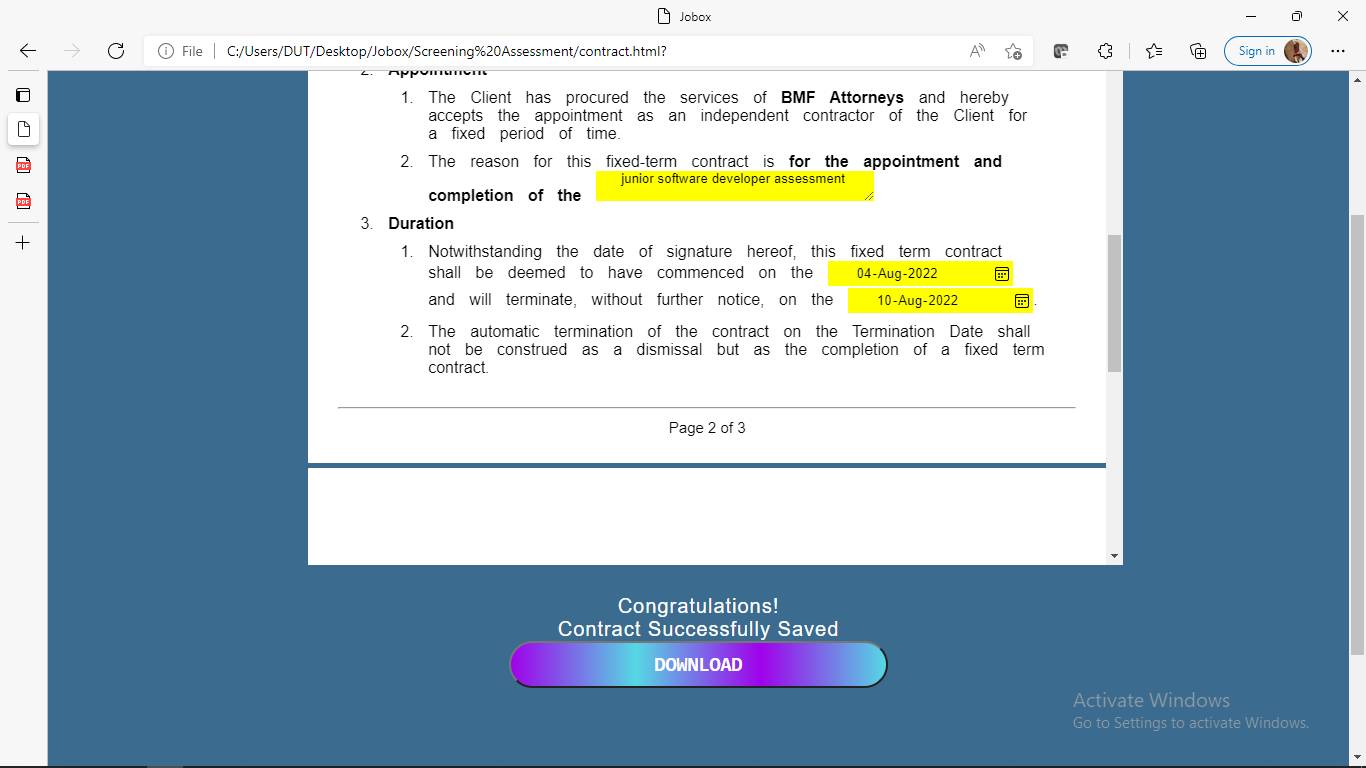 Jobox
File
C:/Users/DUT/Desktop/Jobox/Screening%20Assessment/contract.html?
Sign in
2. Appointment
1. The Client has procured the services of BMF Attorneys and hereby
accepts the appointment as an independent contractor of the Client for
a fixed period of time.
2. The reason for this fixed-term contract is for the appointment and
completion of the junior software developer assessment
3. Duration
1. Notwithstanding the date of signature hereof, this fixed term contract
shall be deemed to have commenced on the 04-Aug-2022
and will terminate, without further notice, on the 10-Aug-2022 .
2. The automatic termination of the contract on the Termination Date shall
not be construed as a dismissal but as the completion of a fixed term
contract.
Page 2 of 3
Congratulations!
Contract Successfully Saved
DOWNLOAD
Activate Windows
Go to Settings to activate Windows.